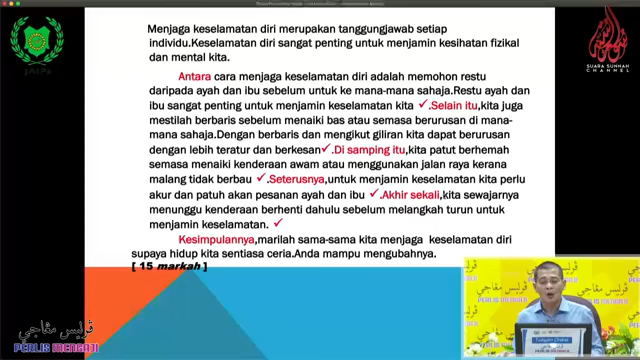 JAIPs
SUARA SUNNAH
CHANNEL
Menjaga keselamatan diri merupakan tanggungjawab setiap
individu.Keselamatan diri sangat penting untuk menjamin kesihatan fizikal
dan mental kita.
Antara cara menjaga keselamatan diri adalah memohon restu
daripada ayah dan ibu sebelum untuk ke mana-mana sahaja.Restu ayah dan
ibu sangat penting untuk menjamin keselamatan kita ✓.Selain itu,kita juga
mestilah berbaris sebelum menaiki bas atau semasa berurusan di mana-
mana sahaja.Dengan berbaris dan mengikut giliran kita dapat berurusan
dengan lebih teratur dan berkesan✓.Di samping itu,kita patut berhemah
semasa menaiki kenderaan awam atau menggunakan jalan raya kerana
malang tidak berbau ✓.Seterusnya,untuk menjamin keselamatan kita perlu
akur dan patuh akan pesanan ayah dan ibu ✓.Akhir sekali,kita sewajarnya
menunggu kenderaan berhenti dahulu sebelum melangkah turun untuk
menjamin keselamatan. ✓
Kesimpulannya,marilah sama-sama kita menjaga keselamatan diri
supaya hidup kita sentiasa ceria.Anda mampu mengubahnya.
[ 15 markah ]
ڤرليس مڠاجي
PERLIS MENGAJI